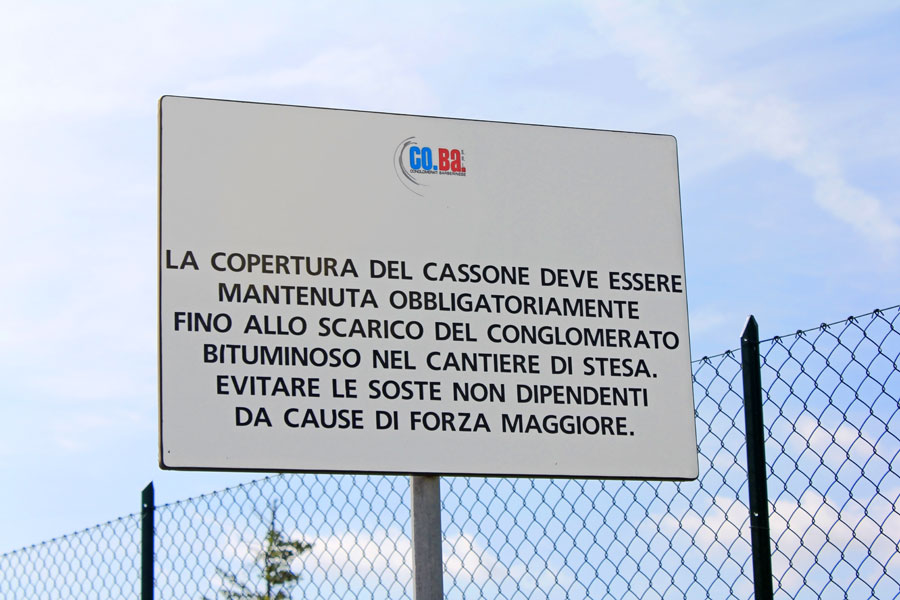 CO.Ba. S.R.L.
CONGLOMERATI
LA COPERTURA DEL CASSONE DEVE ESSERE
MANTENUTA OBBLIGATORIAMENTE
FINO ALLO SCARICO DEL CONGLOMERATO
BITUMINOSO NEL CANTIERE DI STESA.
EVITARE LE SOSTE NON DIPENDENTI
DA CAUSE DI FORZA MAGGIORE.